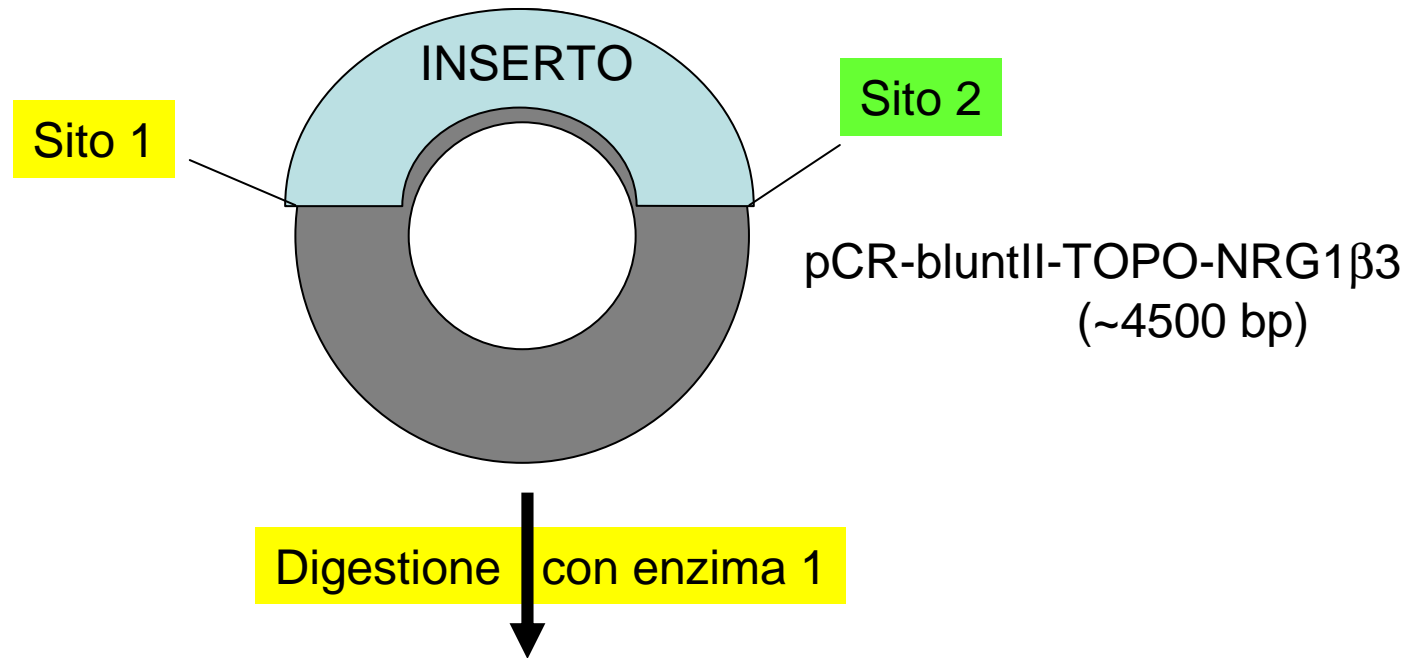 INSERTO
Sito 1
Sito 2
pCR-bluntII-TOPO-NRG1β3
(~4500 bp)
Digestione con enzima 1